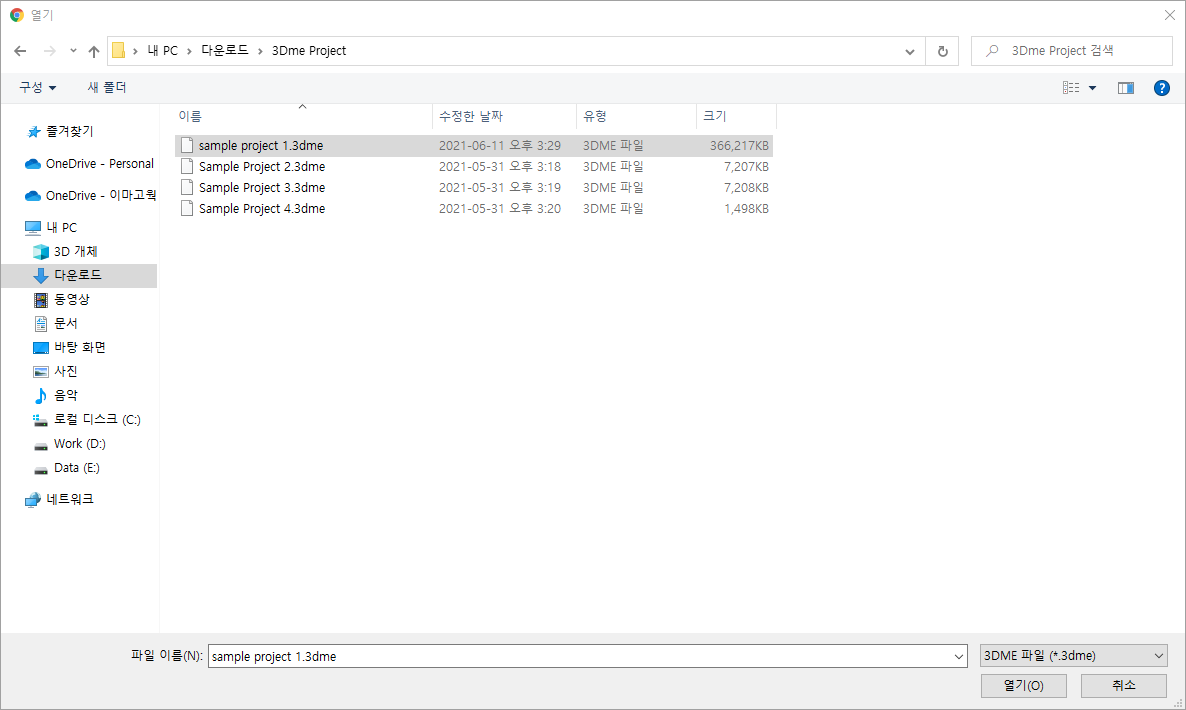 열기
내 PC > 다운로드 > 3Dme Project
3Dme Project 검색
구성
새 폴더
이름 수정한 날짜 유형 크기
sample project 1.3dme 2021-06-11 오후 3:29 3DME 파일 366,217KB
Sample Project 2.3dme 2021-05-31 오후 3:18 3DME 파일 7,207KB
Sample Project 3.3dme 2021-05-31 오후 3:19 3DME 파일 7,208KB
Sample Project 4.3dme 2021-05-31 오후 3:20 3DME 파일 1,498KB
즐겨찾기
OneDrive - Personal
OneDrive - 이마고웍
내 PC
3D 개체
다운로드
동영상
문서
바탕 화면
사진
음악
로컬 디스크 (C:)
Work (D:)
Data (E:)
네트워크
파일 이름(N): sample project 1.3dme
3DME 파일 (*.3dme)
열기(O)
취소